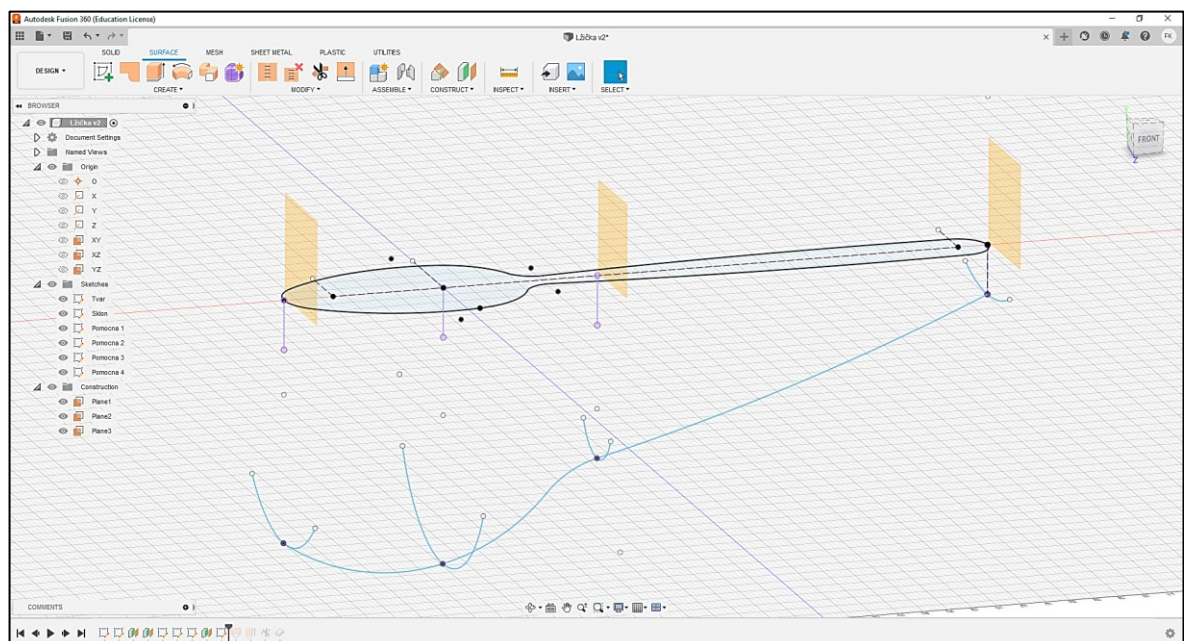 Autodesk Fusion 360 (Education License)
Lžička v2*
FK
SOLID SURFACE MESH SHEET METAL PLASTIC UTILITIES
DESIGN
CREATE MODIFY ASSEMBLE CONSTRUCT INSPECT INSERT SELECT
BROWSER
Lžička v2
Document Settings
Named Views
Origin
O
X
Y
Z
XY
XZ
YZ
Sketches
Tvar
Sklon
Pomocna 1
Pomocna 2
Pomocna 3
Pomocna 4
Construction
Plane1
Plane2
Plane3
Y
FRONT
Z
COMMENTS